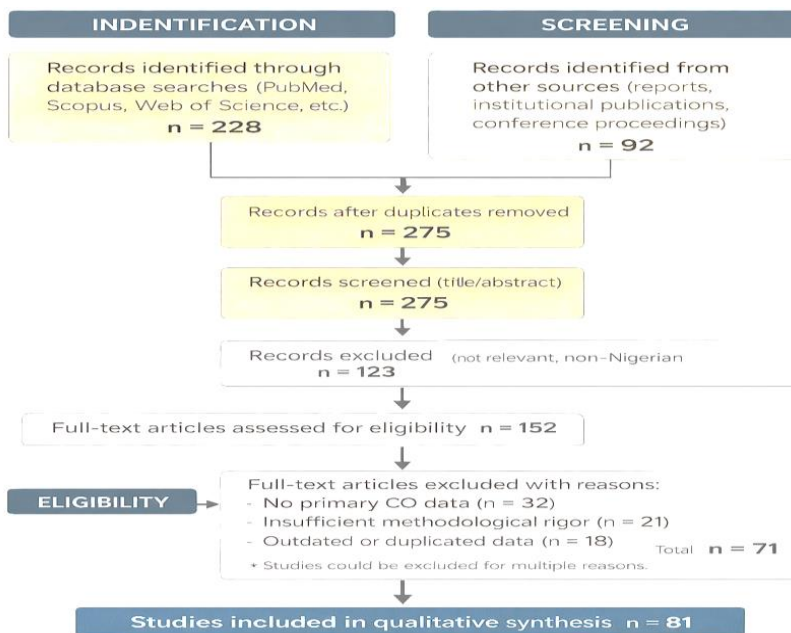 INDENTIFICATION
SCREENING
Records identified through
database searches (PubMed,
Scopus, Web of Science, etc.)
n = 228
Records identified from
other sources (reports,
institutional publications,
conference proceedings)
n = 92
Records after duplicates removed
n = 275
Records screened (title/abstract)
n = 275
Records excluded (not relevant, non-Nigerian
n = 123
Full-text articles assessed for eligibility n = 152
ELIGIBILITY
Full-text articles excluded with reasons:
- No primary CO data (n = 32)
- Insufficient methodological rigor (n = 21)
- Outdated or duplicated data (n = 18)
Total n = 71
* Studies could be excluded for multiple reasons.
Studies included in qualitative synthesis n = 81